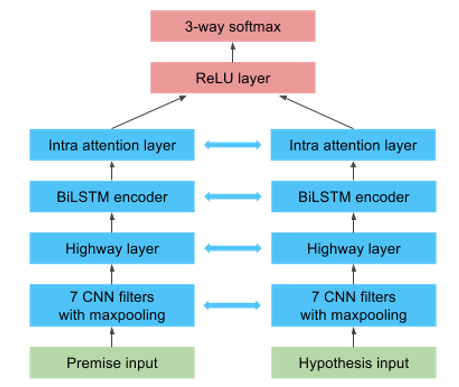 3-way softmax
ReLU layer
Intra attention layer
Intra attention layer
BiLSTM encoder
BiLSTM encoder
Highway layer
Highway layer
7 CNN filters
with maxpooling
7 CNN filters
with maxpooling
Premise input
Hypothesis input